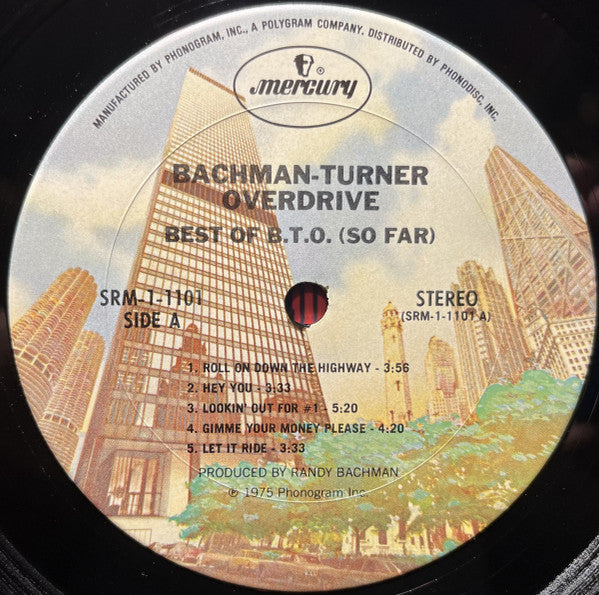 MANUFACTURED BY PHONOGRAM, INC., A POLYGRAM COMPANY. DISTRIBUTED BY PHONODISC, INC.
mercury ®
BACHMAN-TURNER
OVERDRIVE
BEST OF B.T.O. (SO FAR)
SRM-1-1101
SIDE A
STEREO
(SRM-1-1101 A)
1. ROLL ON DOWN THE HIGHWAY - 3:56
2. HEY YOU - 3:33
3. LOOKIN' OUT FOR #1 - 5:20
4. GIMME YOUR MONEY PLEASE - 4:20
5. LET IT RIDE - 3:33
PRODUCED BY RANDY BACHMAN
℗ 1975 Phonogram Inc.